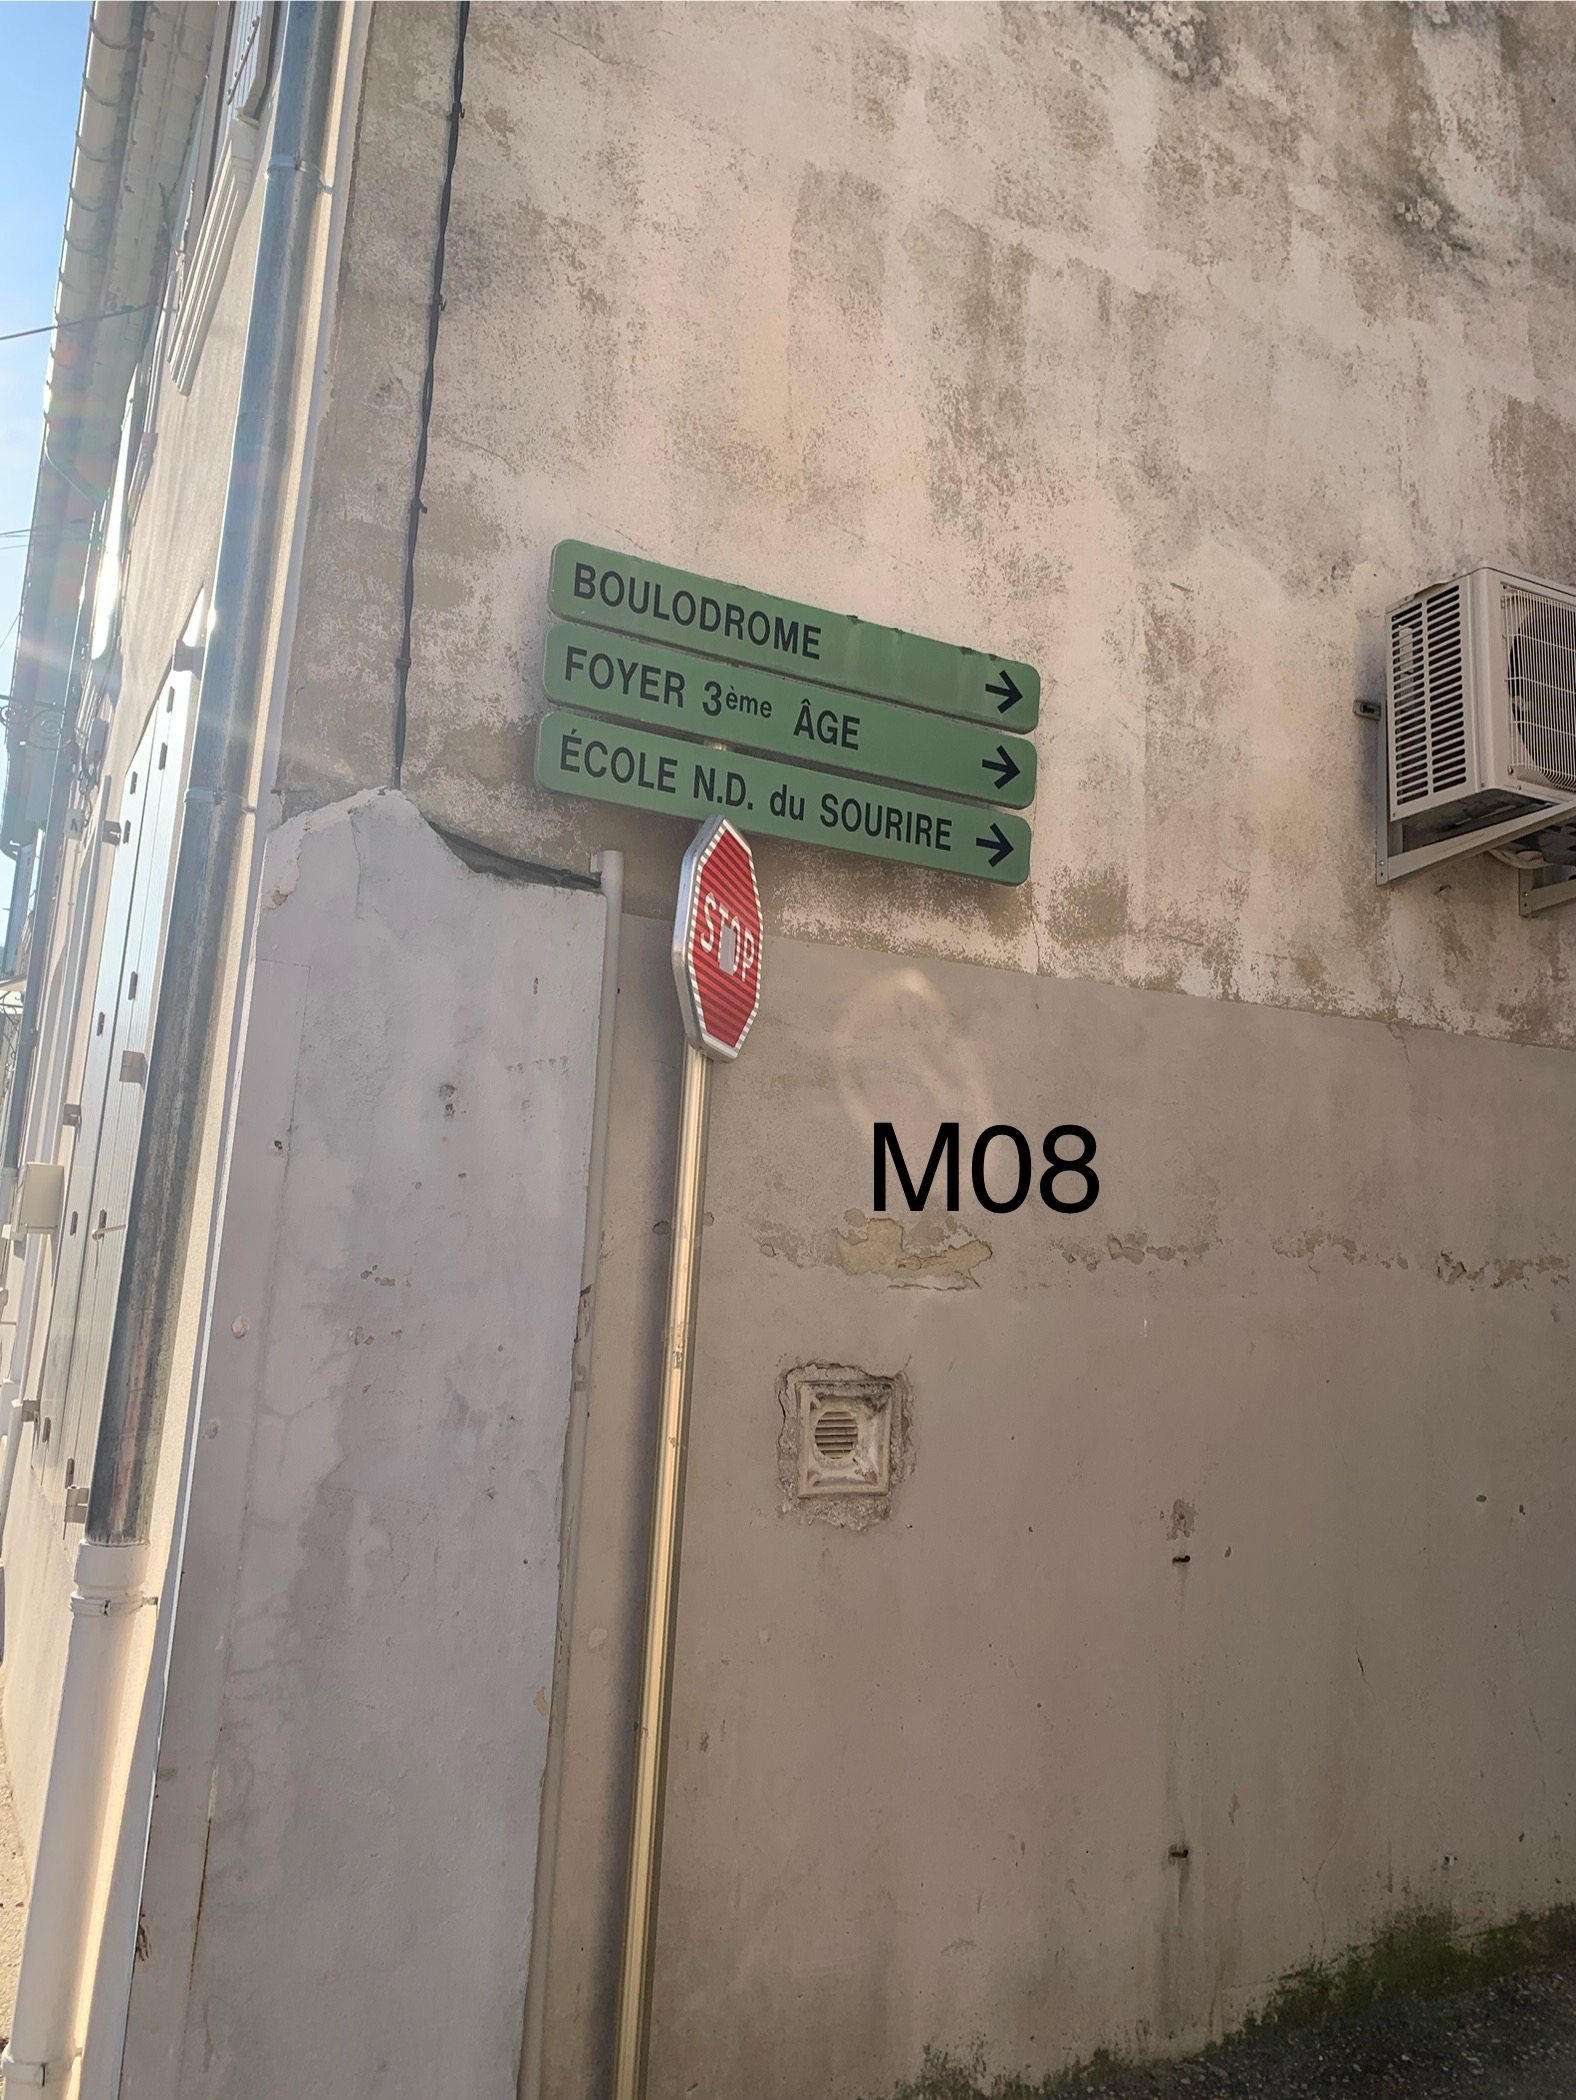 BOULODROME
FOYER 3ème ÂGE
ÉCOLE N.D. du SOURIRE
STOP
M08